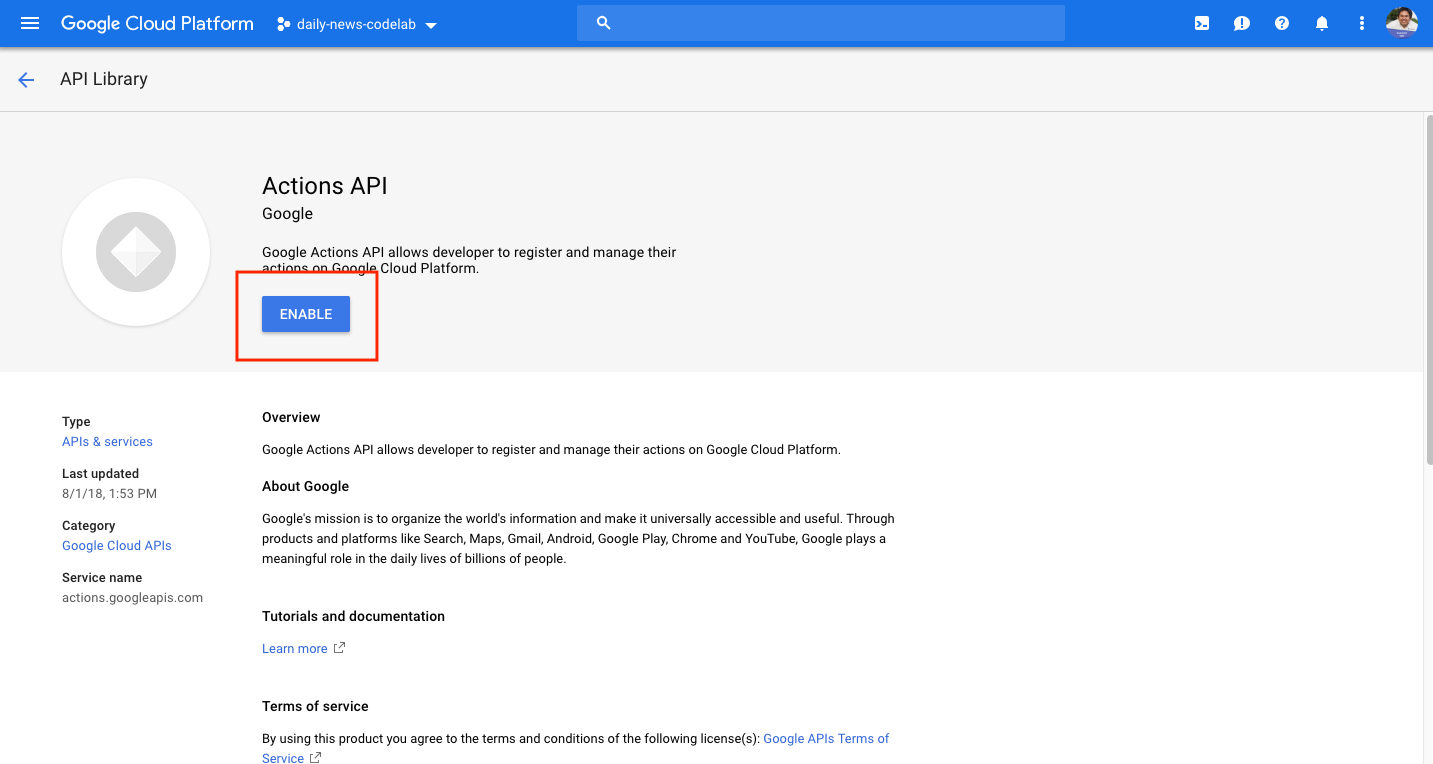 Google Cloud Platform
daily-news-codelab
API Library
Actions API
Google
Google Actions API allows developer to register and manage their
actions on Google Cloud Platform.
ENABLE
Type
APIs & services
Last updated
8/1/18, 1:53 PM
Category
Google Cloud APIs
Service name
actions.googleapis.com
Overview
Google Actions API allows developer to register and manage their actions on Google Cloud Platform.
About Google
Google's mission is to organize the world's information and make it universally accessible and useful. Through
products and platforms like Search, Maps, Gmail, Android, Google Play, Chrome and YouTube, Google plays a
meaningful role in the daily lives of billions of people.
Tutorials and documentation
Learn more
Terms of service
By using this product you agree to the terms and conditions of the following license(s): Google APIs Terms of
Service